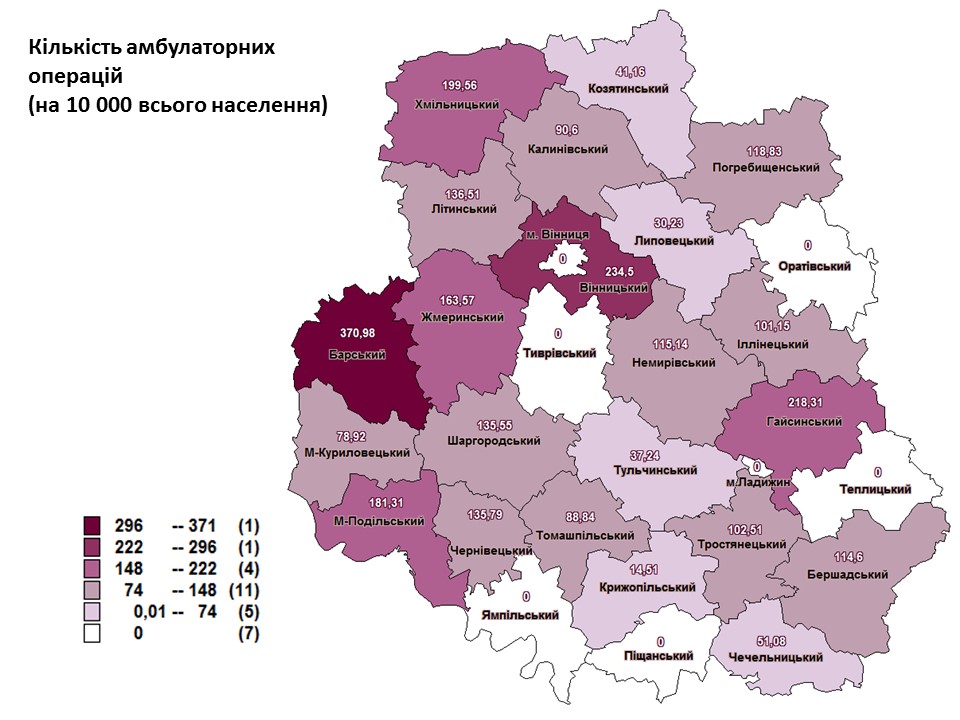 Кількість амбулаторних
операцій
(на 10 000 всього населення)
199,56
Хмільницький
41,16
Козятинський
90,6
Калинівський
118,83
Погребищенський
136,51
Літинський
30,23
Липовецький
м. Вінниця
0
234,5
Вінницький
0
Оратівський
163,57
Жмеринський
370,98
Барський
0
Тиврівський
115,14
Немирівський
101,15
Іллінецький
218,31
Гайсинський
78,92
М-Куриловецький
135,55
Шаргородський
37,24
Тульчинський
0
м.Ладижин
0
Теплицький
181,31
М-Подільський
135,79
Чернівецький
88,84
Томашпільський
102,51
Тростянецький
114,6
Бершадський
14,51
Крижопільський
0
Ямпільський
0
Піщанський
51,08
Чечельницький
296 -- 371 (1)
222 -- 296 (1)
148 -- 222 (4)
74 -- 148 (11)
0,01 -- 74 (5)
0 (7)